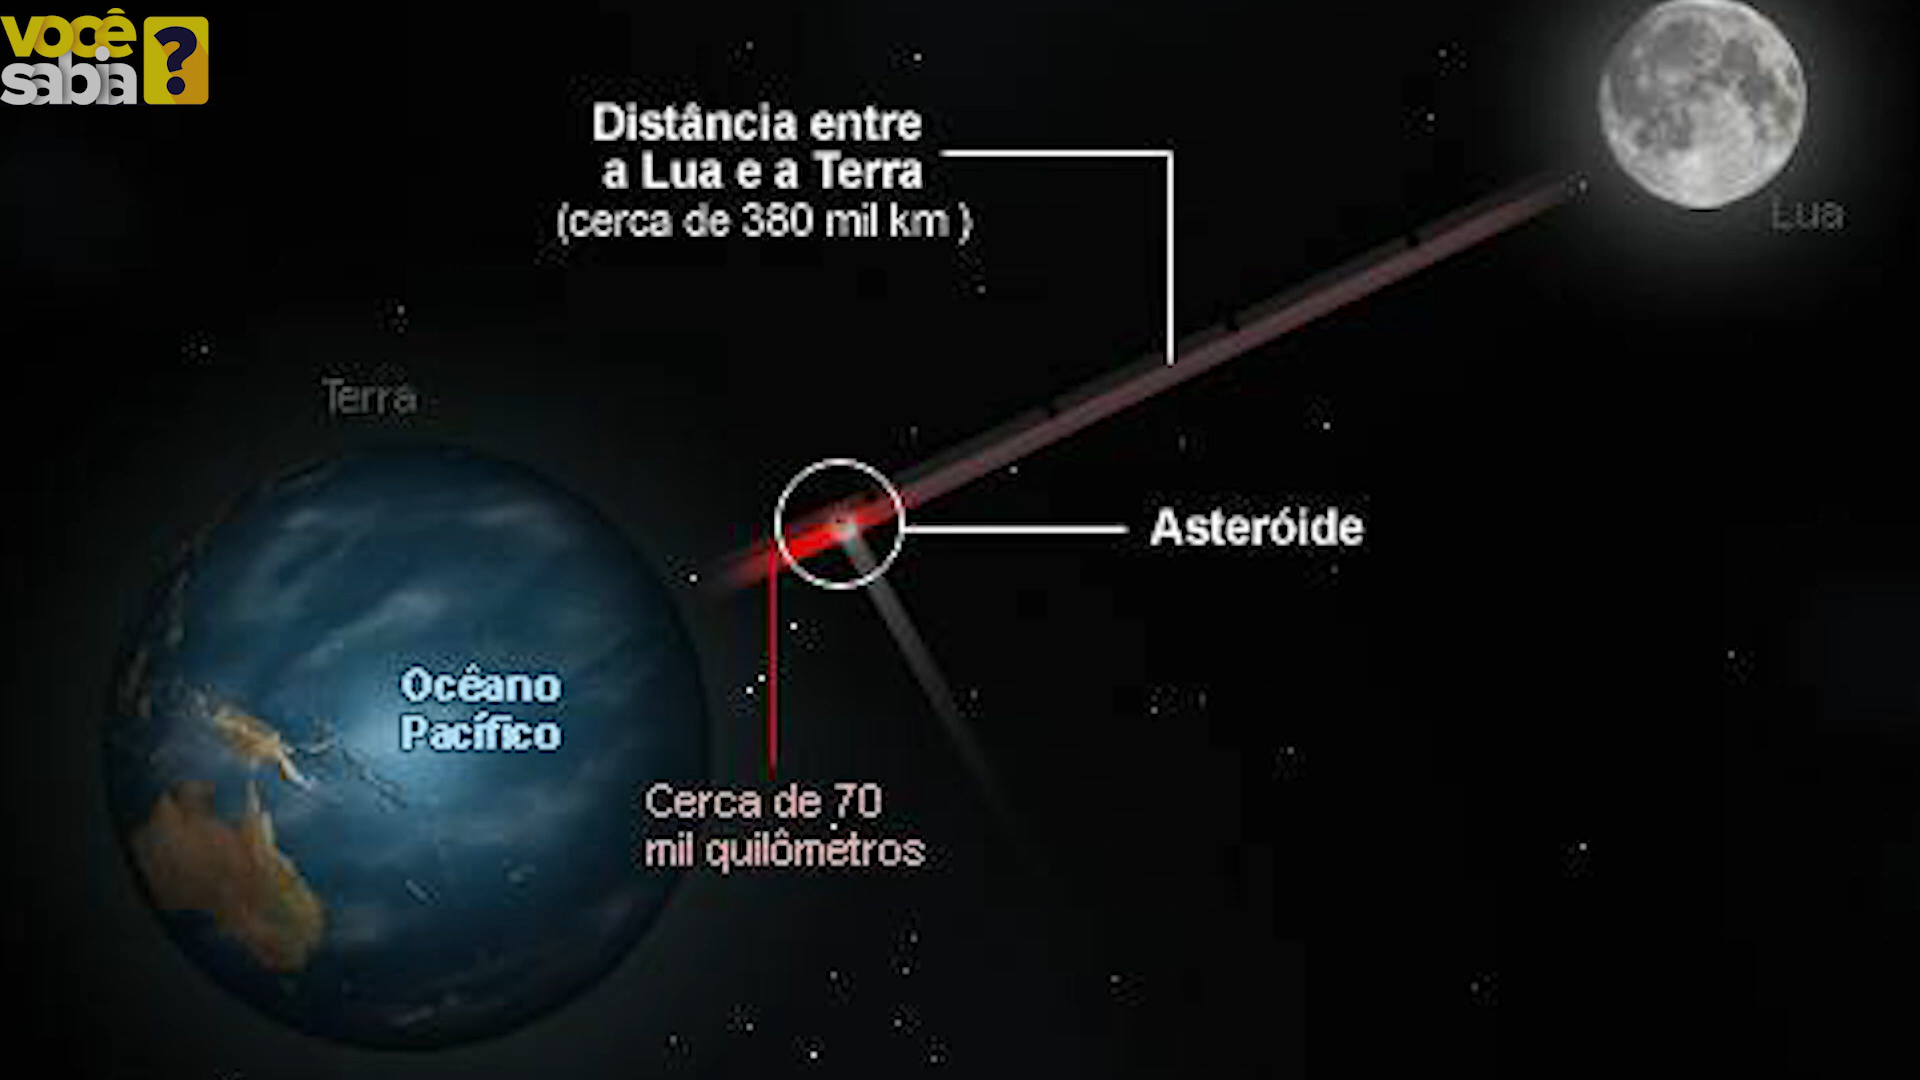 você
sabia ?
Distância entre
a Lua e a Terra
(cerca de 380 mil km )
Lua
Terra
Asteróide
Ocêano
Pacífico
Cerca de 70
mil quilômetros